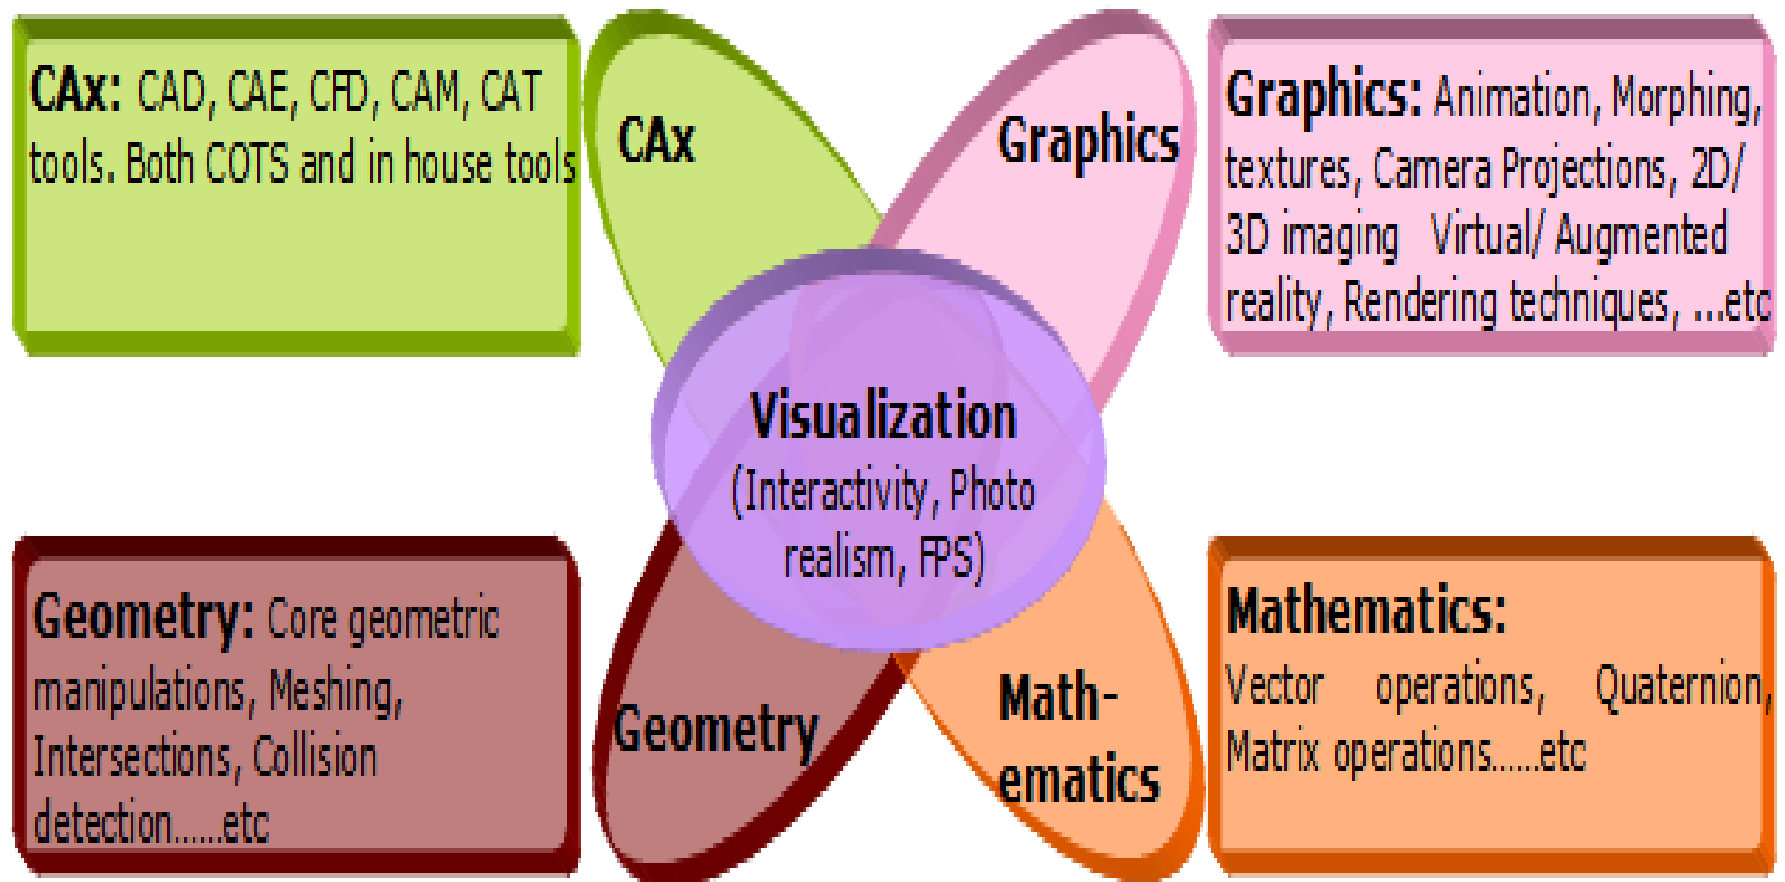 CAx: CAD, CAE, CFD, CAM, CAT
tools. Both COTS and in house tools
CAx
Graphics
Graphics: Animation, Morphing,
textures, Camera Projections, 2D/
3D imaging Virtual/ Augmented
reality, Rendering techniques, ...etc
Visualization
(Interactivity, Photo
realism, FPS)
Geometry: Core geometric
manipulations, Meshing,
Intersections, Collision
detection......etc
Geometry
Math-
ematics
Mathematics:
Vector operations, Quaternion,
Matrix operations.....etc